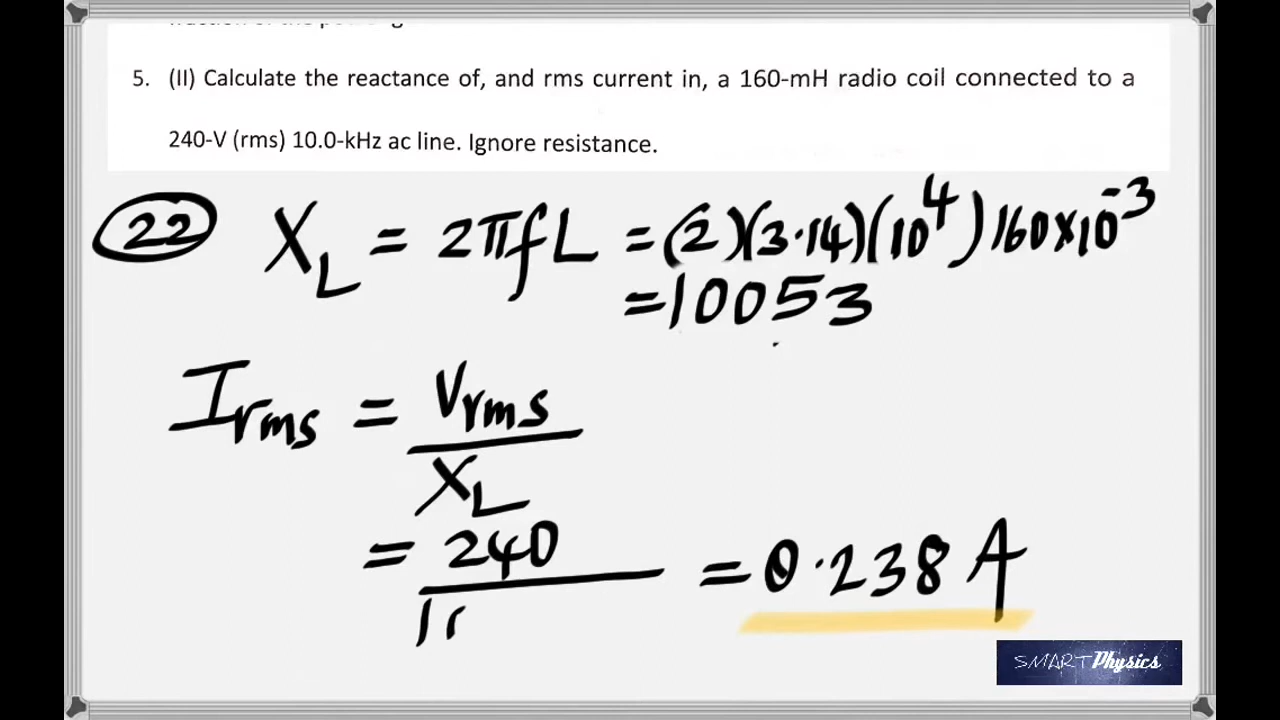 5. (II) Calculate the reactance of, and rms current in, a 160-mH radio coil connected to a
240-V (rms) 10.0-kHz ac line. Ignore resistance.
22 X_L = 2πfL = (2)(3·14)(10^4)160×10^-3
=10053
I_rms = V_rms / X_L
= 240 / 10 = 0.238 A
SMARTPhysics